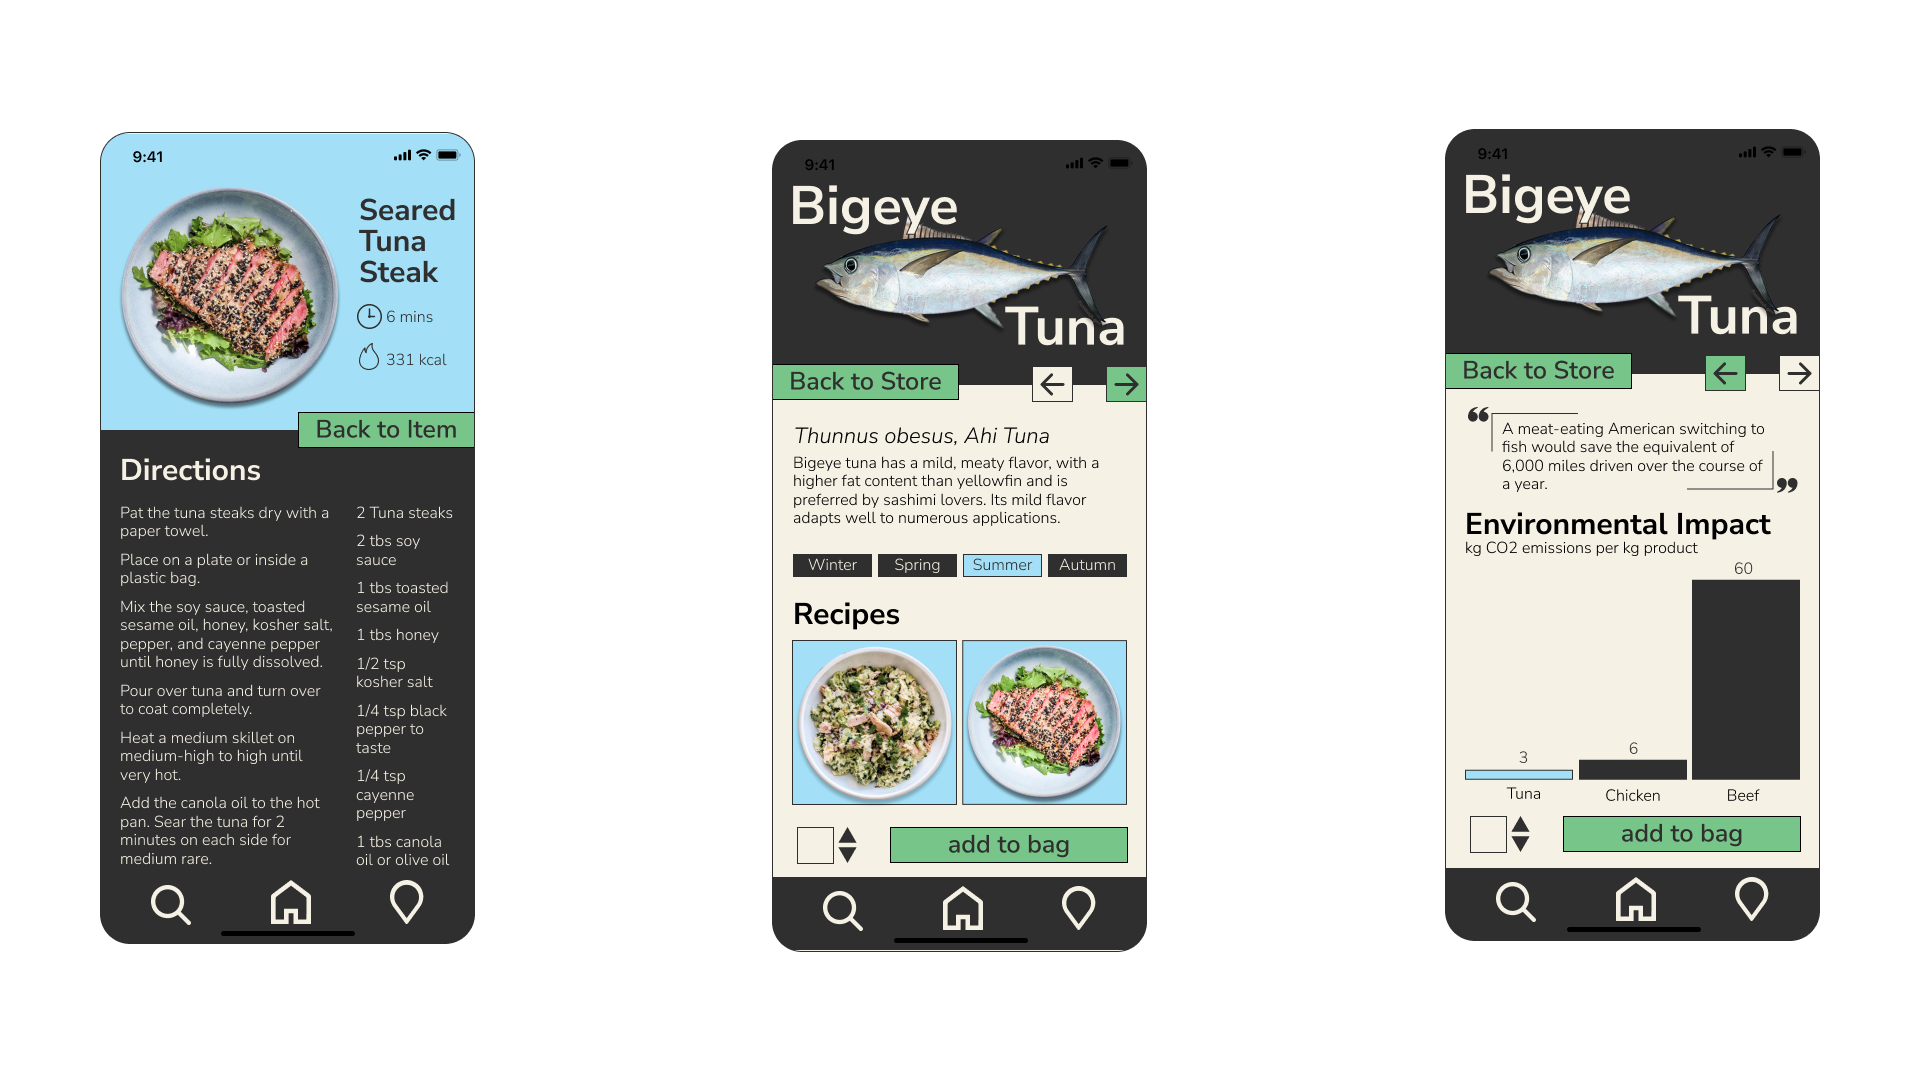 9:41
Seared
Tuna
Steak
6 mins
331 kcal
Back to Item
Directions
Pat the tuna steaks dry with a
paper towel.
Place on a plate or inside a
plastic bag.
Mix the soy sauce, toasted
sesame oil, honey, kosher salt,
pepper, and cayenne pepper
until honey is fully dissolved.
Pour over tuna and turn over
to coat completely.
Heat a medium skillet on
medium-high to high until
very hot.
Add the canola oil to the hot
pan. Sear the tuna for 2
minutes on each side for
medium rare.
2 Tuna steaks
2 tbs soy
sauce
1 tbs toasted
sesame oil
1 tbs honey
1/2 tsp
kosher salt
1/4 tsp black
pepper to
taste
1/4 tsp
cayenne
pepper
1 tbs canola
oil or olive oil
9:41
Bigeye
Tuna
Back to Store
Thunnus obesus, Ahi Tuna
Bigeye tuna has a mild, meaty flavor, with a
higher fat content than yellowfin and is
preferred by sashimi lovers. Its mild flavor
adapts well to numerous applications.
Winter Spring Summer Autumn
Recipes
add to bag
9:41
Bigeye
Tuna
Back to Store
“ A meat-eating American switching to
fish would save the equivalent of
6,000 miles driven over the course of
a year. ”
Environmental Impact
kg CO2 emissions per kg product
60
6
3
Tuna Chicken Beef
add to bag